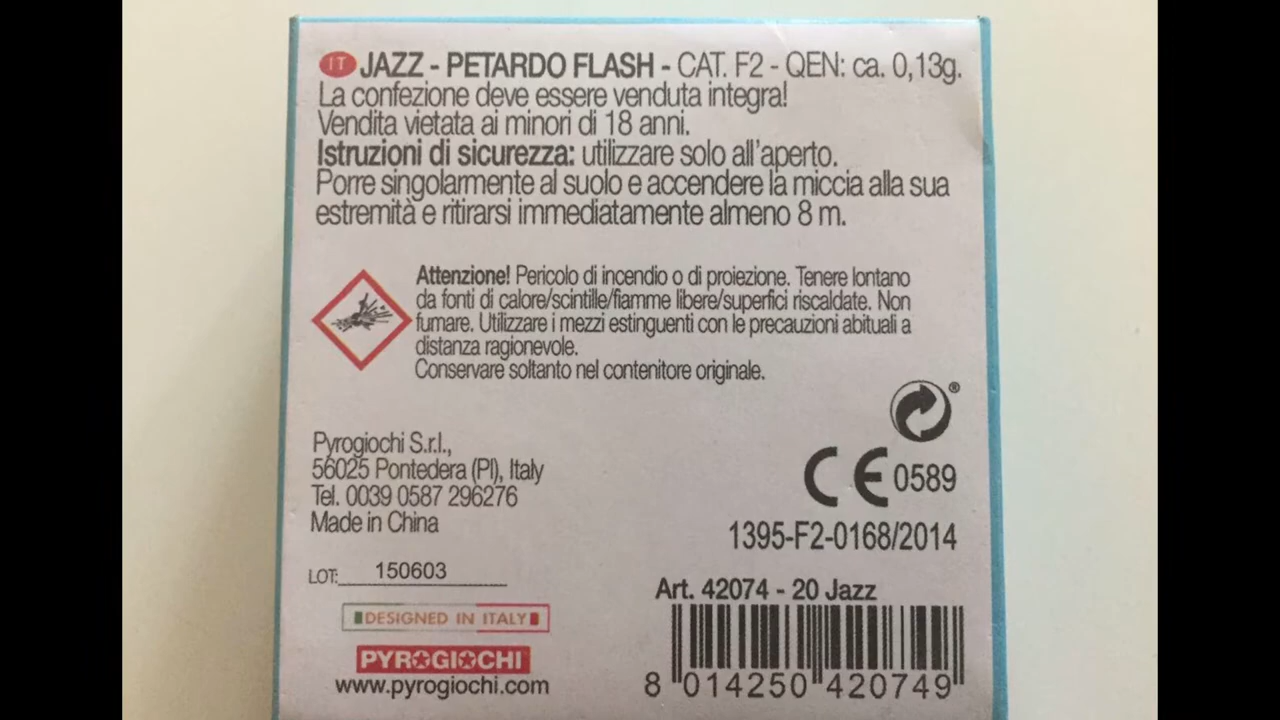 IT JAZZ - PETARDO FLASH - CAT. F2 - QEN: ca. 0,13g.
La confezione deve essere venduta integra!
Vendita vietata ai minori di 18 anni.
Istruzioni di sicurezza: utilizzare solo all'aperto.
Porre singolarmente al suolo e accendere la miccia alla sua
estremità e ritirarsi immediatamente almeno 8 m.
Attenzione! Pericolo di incendio o di proiezione. Tenere lontano
da fonti di calore/scintille/fiamme libere/superfici riscaldate. Non
fumare. Utilizzare i mezzi estinguenti con le precauzioni abituali a
distanza ragionevole.
Conservare soltanto nel contenitore originale.
®
Pyrogiochi S.r.l.,
56025 Pontedera (PI), Italy
Tel. 0039 0587 296276
Made in China
CE 0589
1395-F2-0168/2014
LOT: 150603
Art. 42074 - 20 Jazz
DESIGNED IN ITALY
PYROGIOCHI
www.pyrogiochi.com
8 014250 420749